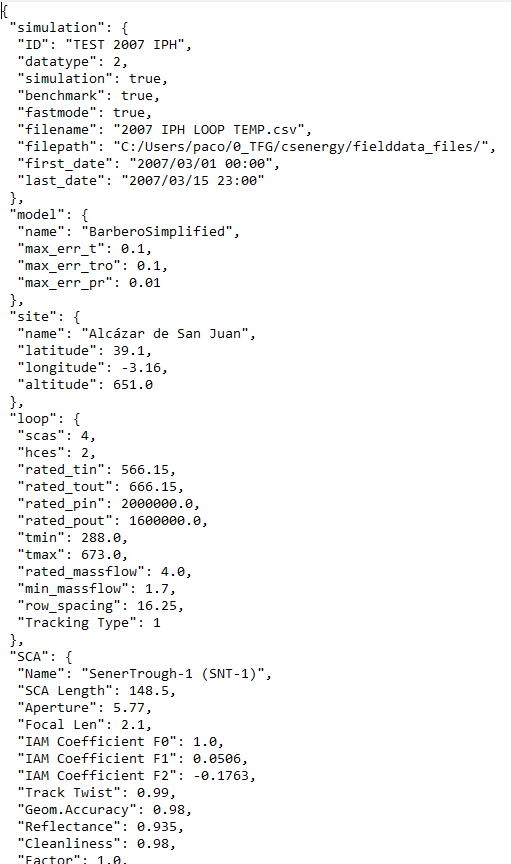 {
"simulation": {
"ID": "TEST 2007 IPH",
"datatype": 2,
"simulation": true,
"benchmark": true,
"fastmode": true,
"filename": "2007 IPH LOOP TEMP.csv",
"filepath": "C:/Users/paco/0_TFG/csenergy/fielddata_files/",
"first_date": "2007/03/01 00:00",
"last_date": "2007/03/15 23:00"
},
"model": {
"name": "BarberoSimplified",
"max_err_t": 0.1,
"max_err_tro": 0.1,
"max_err_pr": 0.01
},
"site": {
"name": "Alcázar de San Juan",
"latitude": 39.1,
"longitude": -3.16,
"altitude": 651.0
},
"loop": {
"scas": 4,
"hces": 2,
"rated_tin": 566.15,
"rated_tout": 666.15,
"rated_pin": 2000000.0,
"rated_pout": 1600000.0,
"tmin": 288.0,
"tmax": 673.0,
"rated_massflow": 4.0,
"min_massflow": 1.7,
"row_spacing": 16.25,
"Tracking Type": 1
},
"SCA": {
"Name": "SenerTrough-1 (SNT-1)",
"SCA Length": 148.5,
"Aperture": 5.77,
"Focal Len": 2.1,
"IAM Coefficient F0": 1.0,
"IAM Coefficient F1": 0.0506,
"IAM Coefficient F2": -0.1763,
"Track Twist": 0.99,
"Geom.Accuracy": 0.98,
"Reflectance": 0.935,
"Cleanliness": 0.98,
"Factor": 1.0,